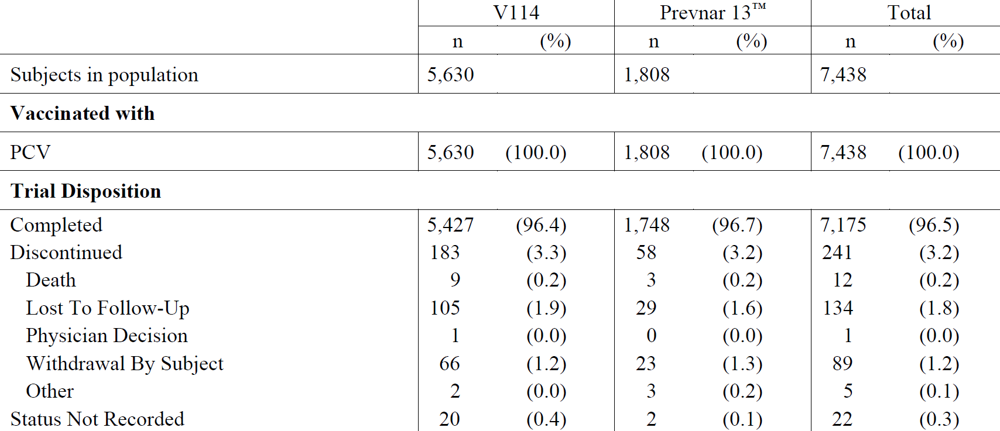 V114 Prevnar 13™ Total
n (%) n (%) n (%)
Subjects in population 5,630 1,808 7,438
Vaccinated with
PCV 5,630 (100.0) 1,808 (100.0) 7,438 (100.0)
Trial Disposition
Completed 5,427 (96.4) 1,748 (96.7) 7,175 (96.5)
Discontinued 183 (3.3) 58 (3.2) 241 (3.2)
Death 9 (0.2) 3 (0.2) 12 (0.2)
Lost To Follow-Up 105 (1.9) 29 (1.6) 134 (1.8)
Physician Decision 1 (0.0) 0 (0.0) 1 (0.0)
Withdrawal By Subject 66 (1.2) 23 (1.3) 89 (1.2)
Other 2 (0.0) 3 (0.2) 5 (0.1)
Status Not Recorded 20 (0.4) 2 (0.1) 22 (0.3)